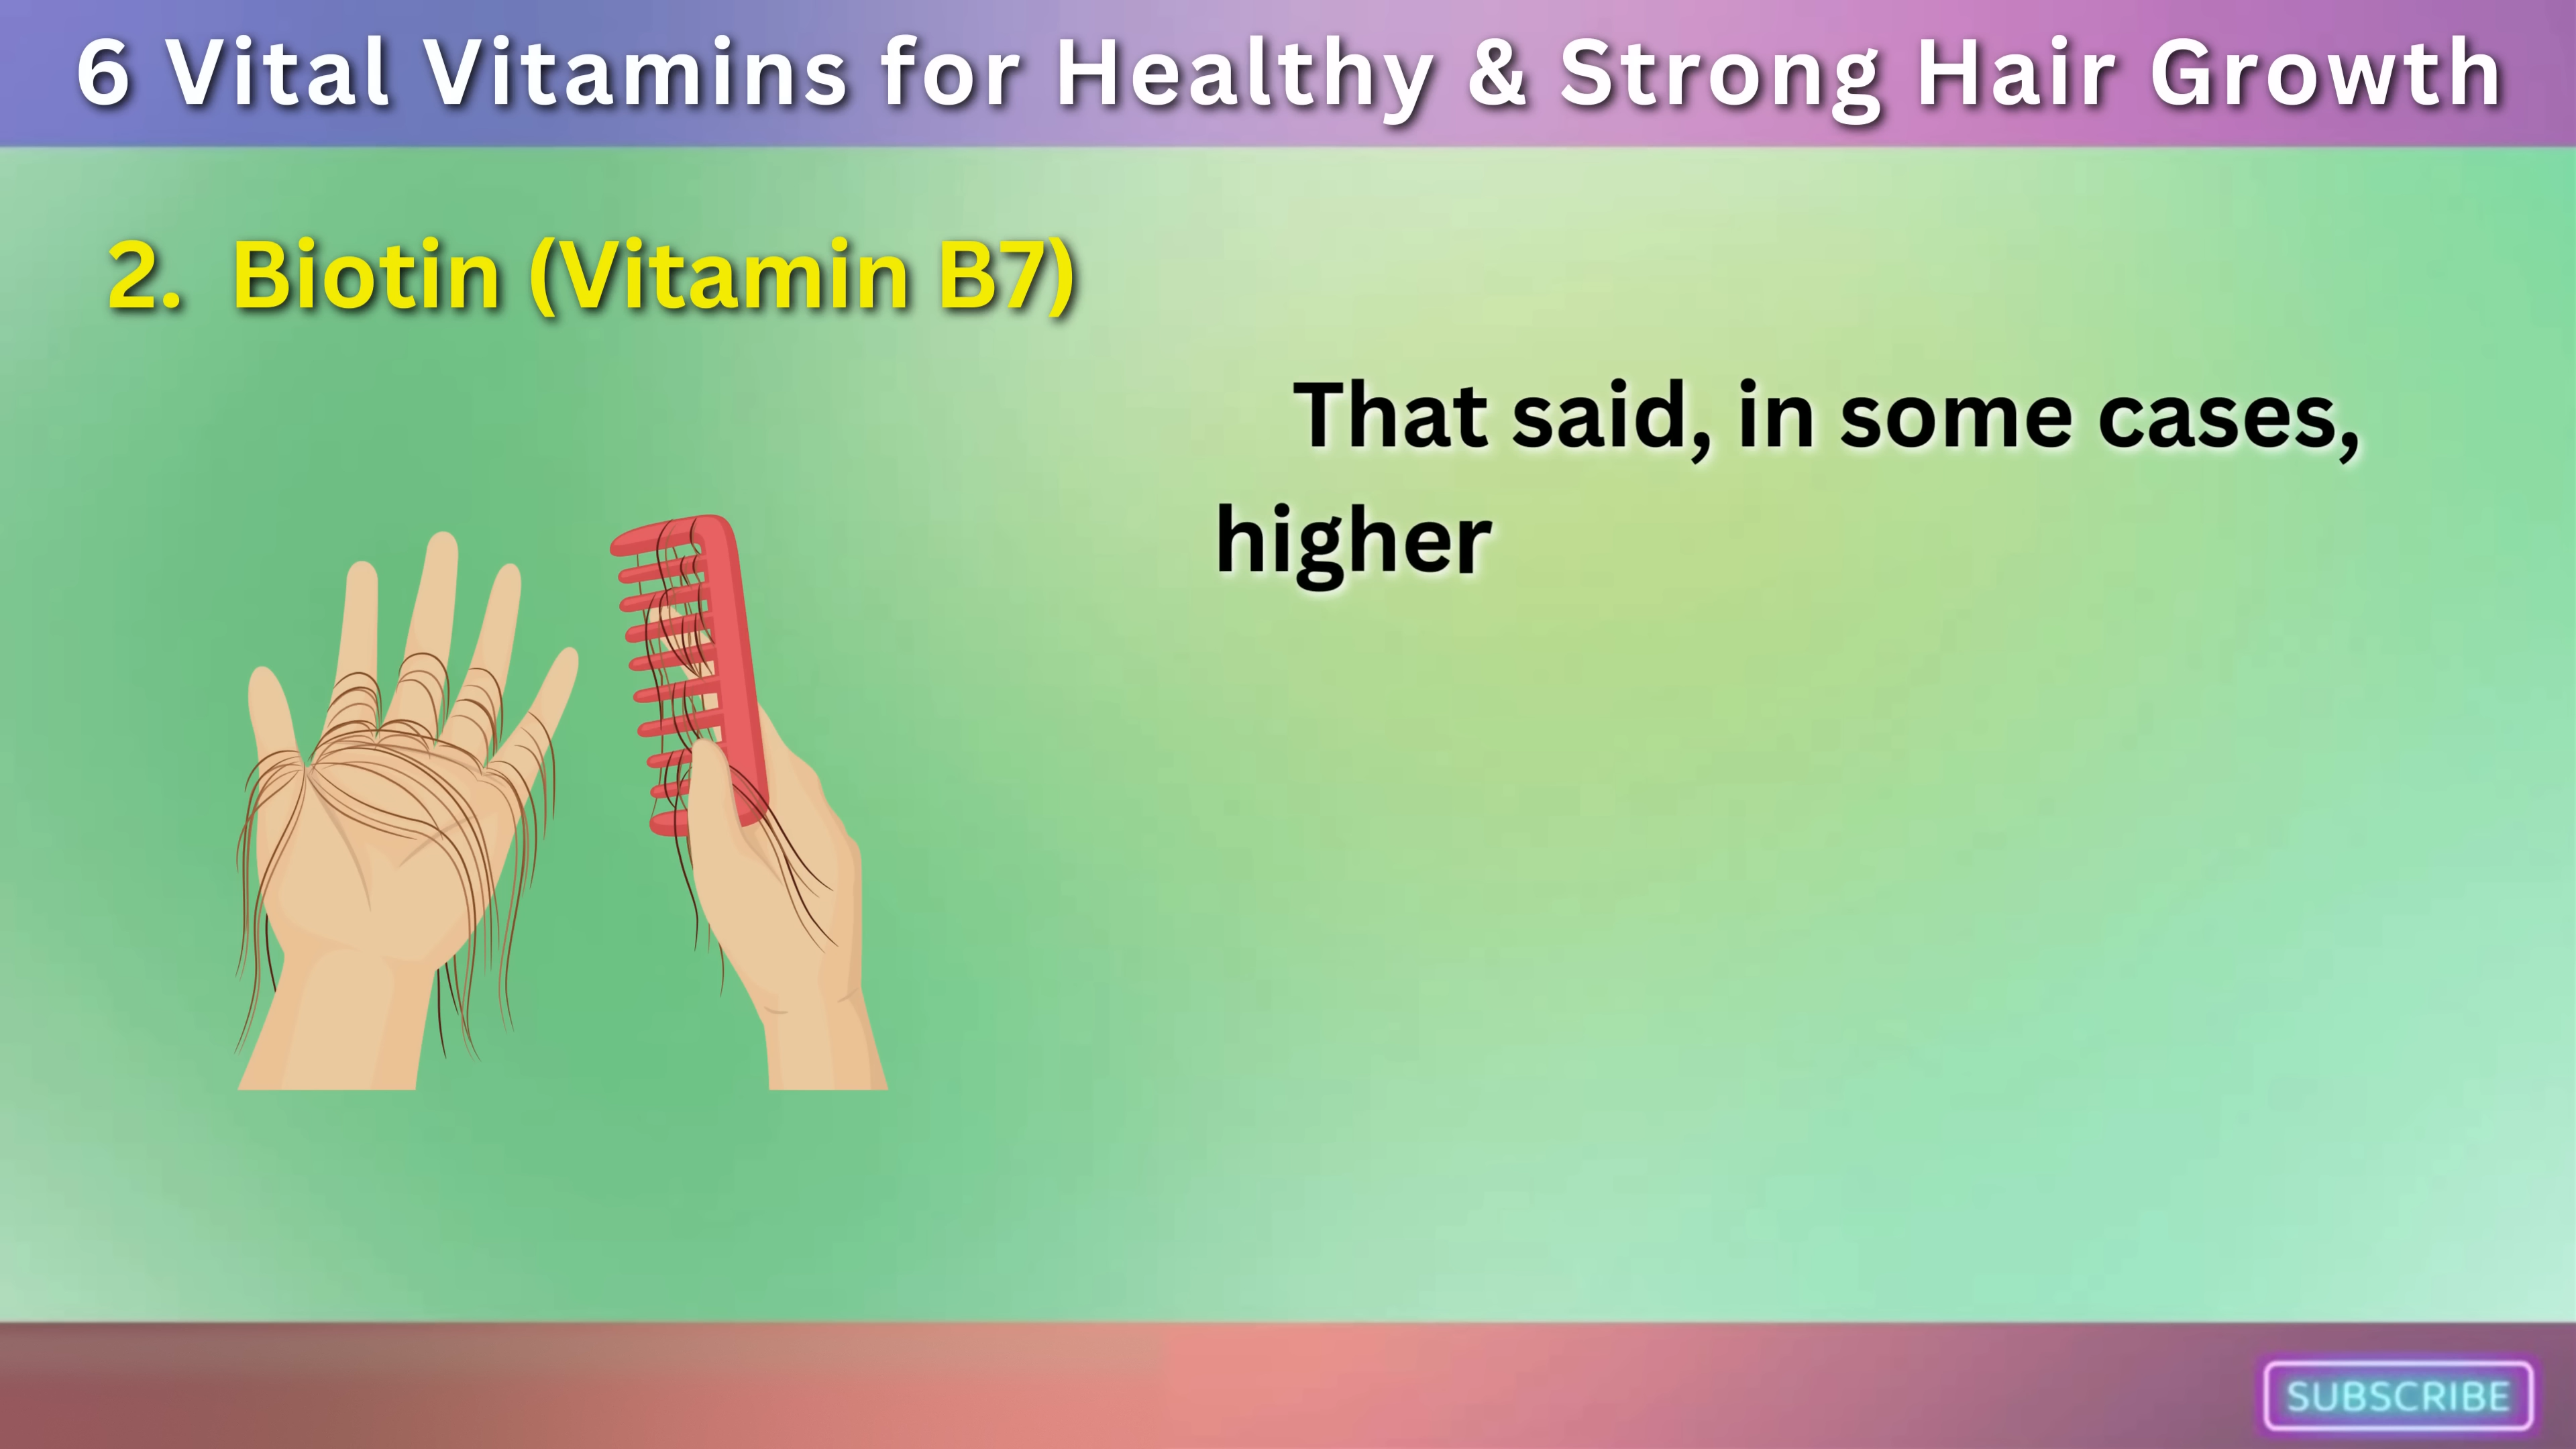 6 Vital Vitamins for Healthy & Strong Hair Growth
2. Biotin (Vitamin B7)
That said, in some cases,
higher
SUBSCRIBE